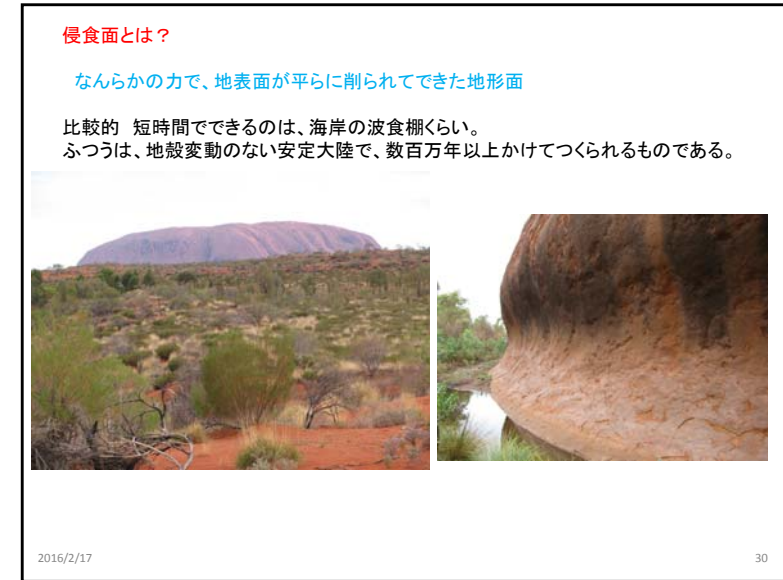 侵食面とは？
なんらかの力で、地表面が平らに削られてできた地形面
比較的　短時間でできるのは、海岸の波食棚くらい。
ふつうは、地殻変動のない安定大陸で、数百万年以上かけてつくられるものである。
2016/2/17
30